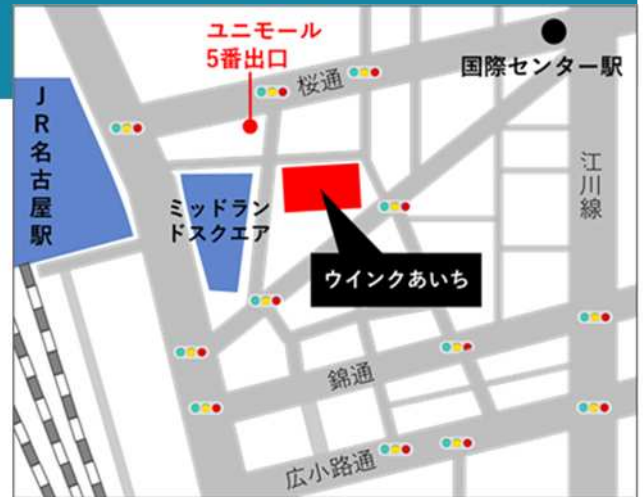 ユニモール
5番出口
桜通
国際センター駅
JR名古屋駅
江川線
ミッドラン
ドスクエア
ウインクあいち
錦通
広小路通